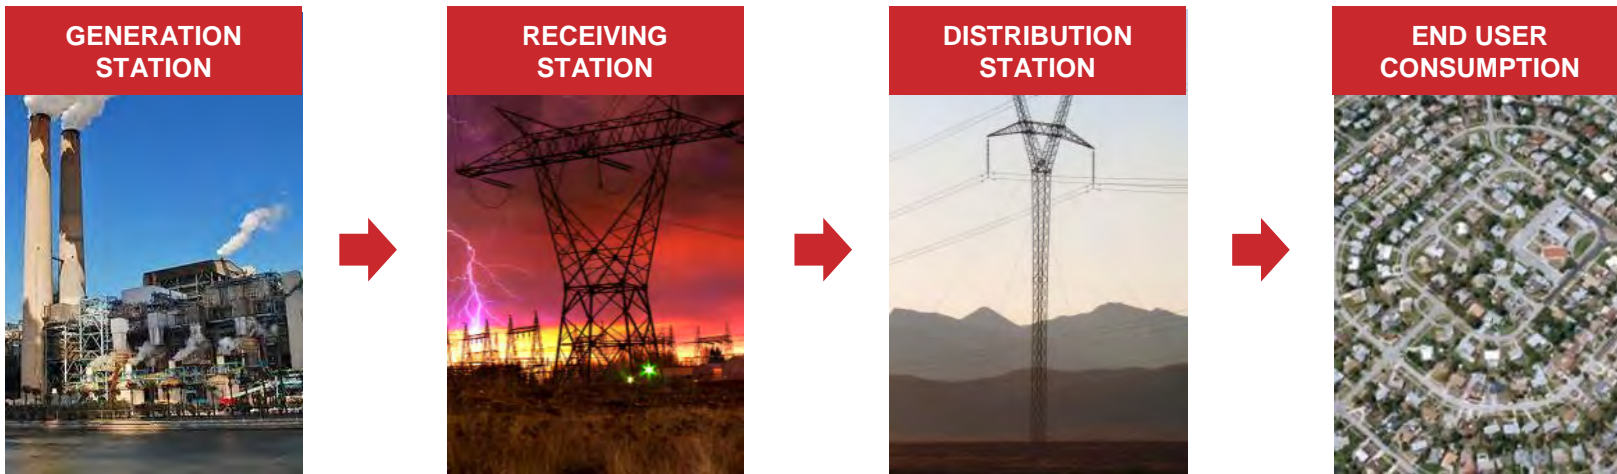 GENERATION
STATION
RECEIVING
STATION
DISTRIBUTION
STATION
END USER
CONSUMPTION